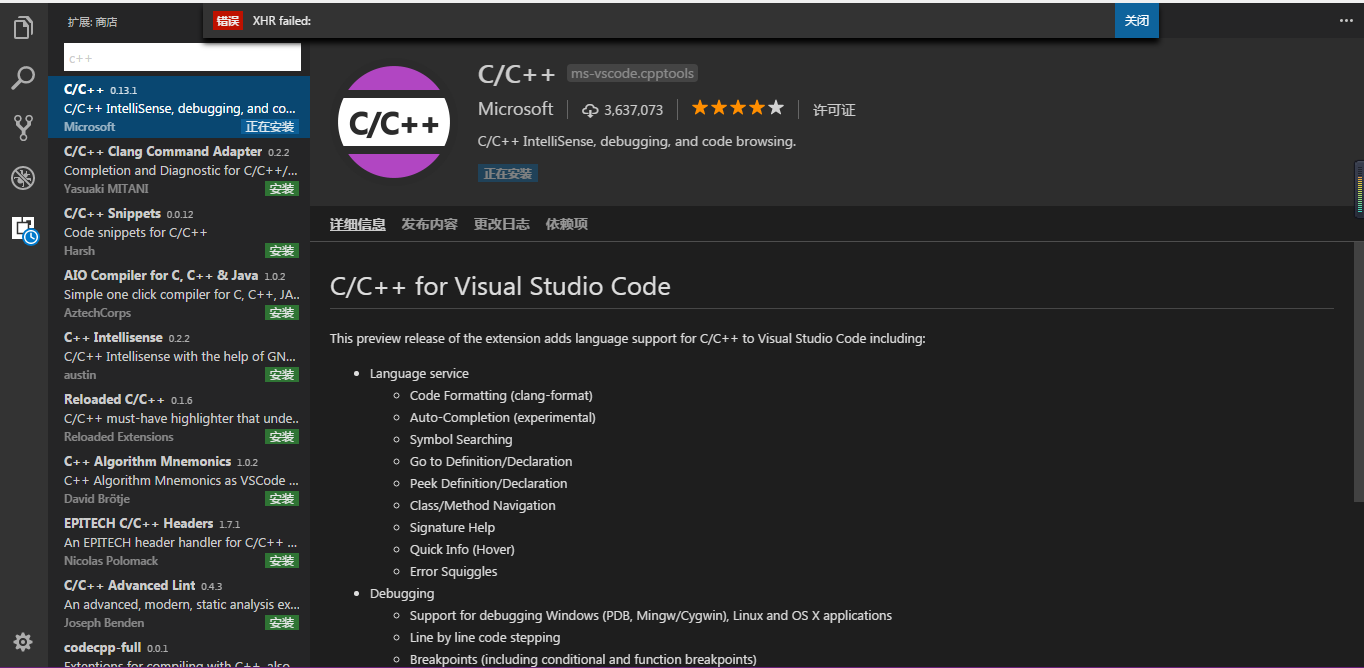 扩展: 商店
错误 XHR failed: 关闭
c++
C/C++ 0.13.1
C/C++ IntelliSense, debugging, and co...
Microsoft 正在安装
C/C++ Clang Command Adapter 0.2.2
Completion and Diagnostic for C/C++/...
Yasuaki MITANI 安装
C/C++ Snippets 0.0.12
Code snippets for C/C++
Harsh 安装
AIO Compiler for C, C++ & Java 1.0.2
Simple one click compiler for C, C++, JA..
AztechCorps 安装
C++ Intellisense 0.2.2
C/C++ Intellisense with the help of GN...
austin 安装
Reloaded C/C++ 0.1.6
C/C++ must-have highlighter that unde..
Reloaded Extensions 安装
C++ Algorithm Mnemonics 1.0.2
C++ Algorithm Mnemonics as VSCode ...
David Brötje 安装
EPITECH C/C++ Headers 1.7.1
An EPITECH header handler for C/C++ ...
Nicolas Polomack 安装
C/C++ Advanced Lint 0.4.3
An advanced, modern, static analysis ex...
Joseph Benden 安装
codecpp-full 0.0.1
Extentions for compiling with C++, also
C/C++
C/C++ ms-vscode.cpptools
Microsoft 3,637,073 许可证
C/C++ IntelliSense, debugging, and code browsing.
正在安装
详细信息 发布内容 更改日志 依赖项
C/C++ for Visual Studio Code
This preview release of the extension adds language support for C/C++ to Visual Studio Code including:
Language service
Code Formatting (clang-format)
Auto-Completion (experimental)
Symbol Searching
Go to Definition/Declaration
Peek Definition/Declaration
Class/Method Navigation
Signature Help
Quick Info (Hover)
Error Squiggles
Debugging
Support for debugging Windows (PDB, Mingw/Cygwin), Linux and OS X applications
Line by line code stepping
Breakpoints (including conditional and function breakpoints)